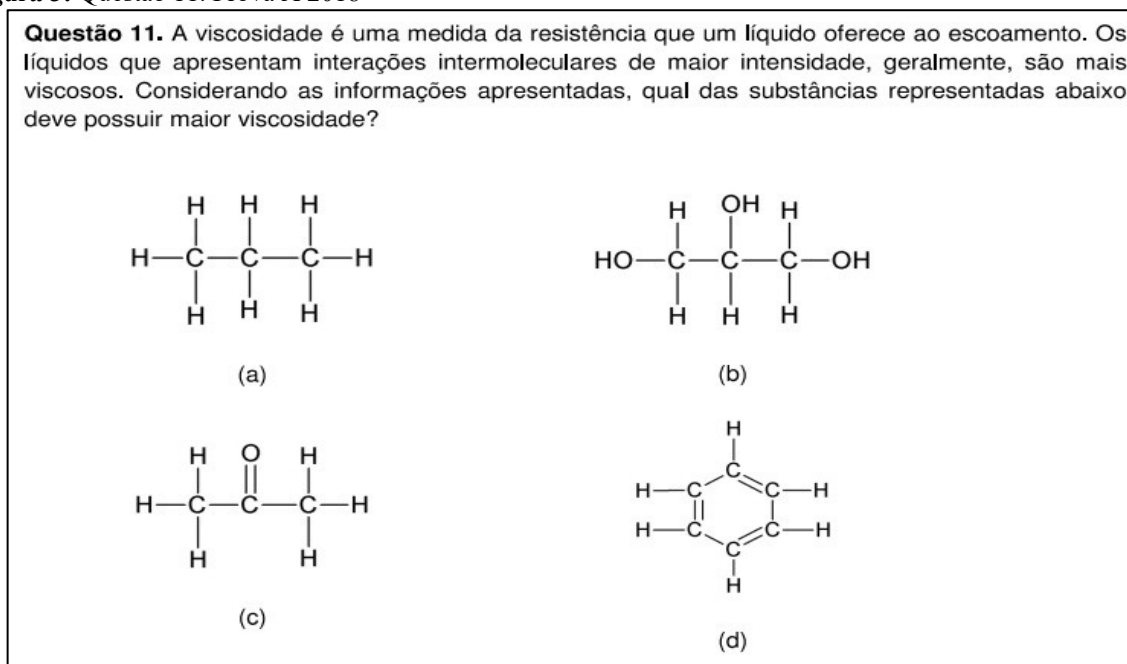 Questão 11. A viscosidade é uma medida da resistência que um líquido oferece ao escoamento. Os
líquidos que apresentam interações intermoleculares de maior intensidade, geralmente, são mais
viscosos. Considerando as informações apresentadas, qual das substâncias representadas abaixo
deve possuir maior viscosidade?
H H H
H—C—C—C—H
H H H
(a)
H OH H
HO—C—C—C—OH
H H H
(b)
H O H
H—C—C—C—H
H H
(c)
H
C
H—C C—H
H—C C—H
C
H
(d)